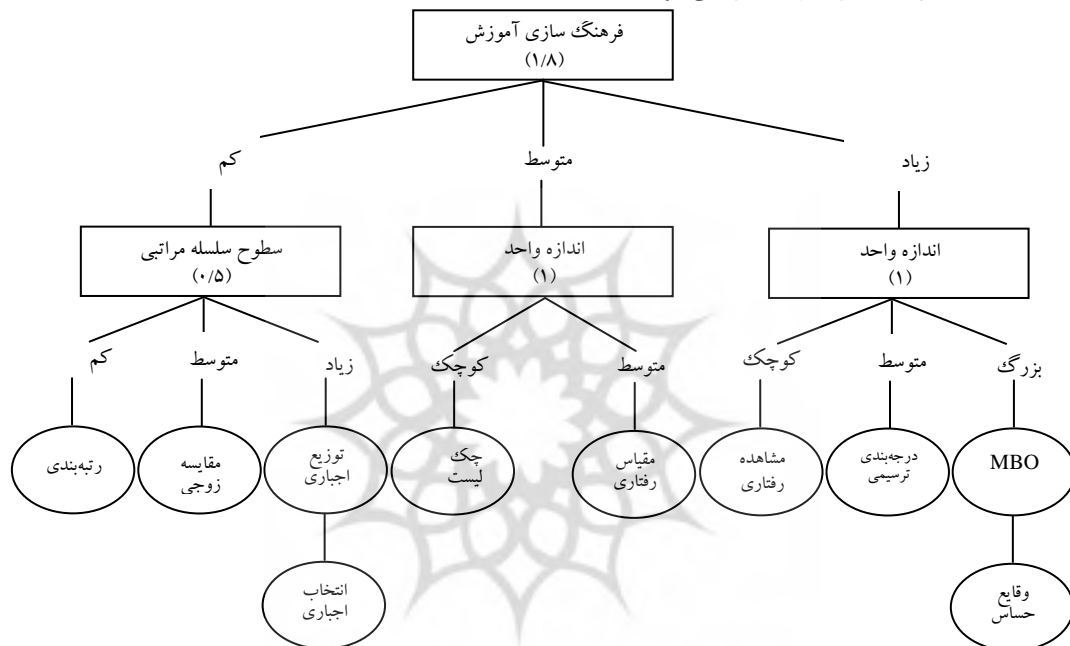 فرهنگ سازی آموزش
(۱/۸)
زیاد
متوسط
کم
اندازه واحد
(۱)
اندازه واحد
(۱)
سطوح سلسله مراتبی
(۰/۵)
بزرگ
متوسط
کوچک
متوسط
کوچک
زیاد
متوسط
کم
MBO
درجه‌بندی
ترسیمی
مشاهده
رفتاری
مقیاس
رفتاری
چک
لیست
توزیع
اجباری
مقایسه
زوجی
رتبه‌بندی
وقایع
حساس
انتخاب
اجباری